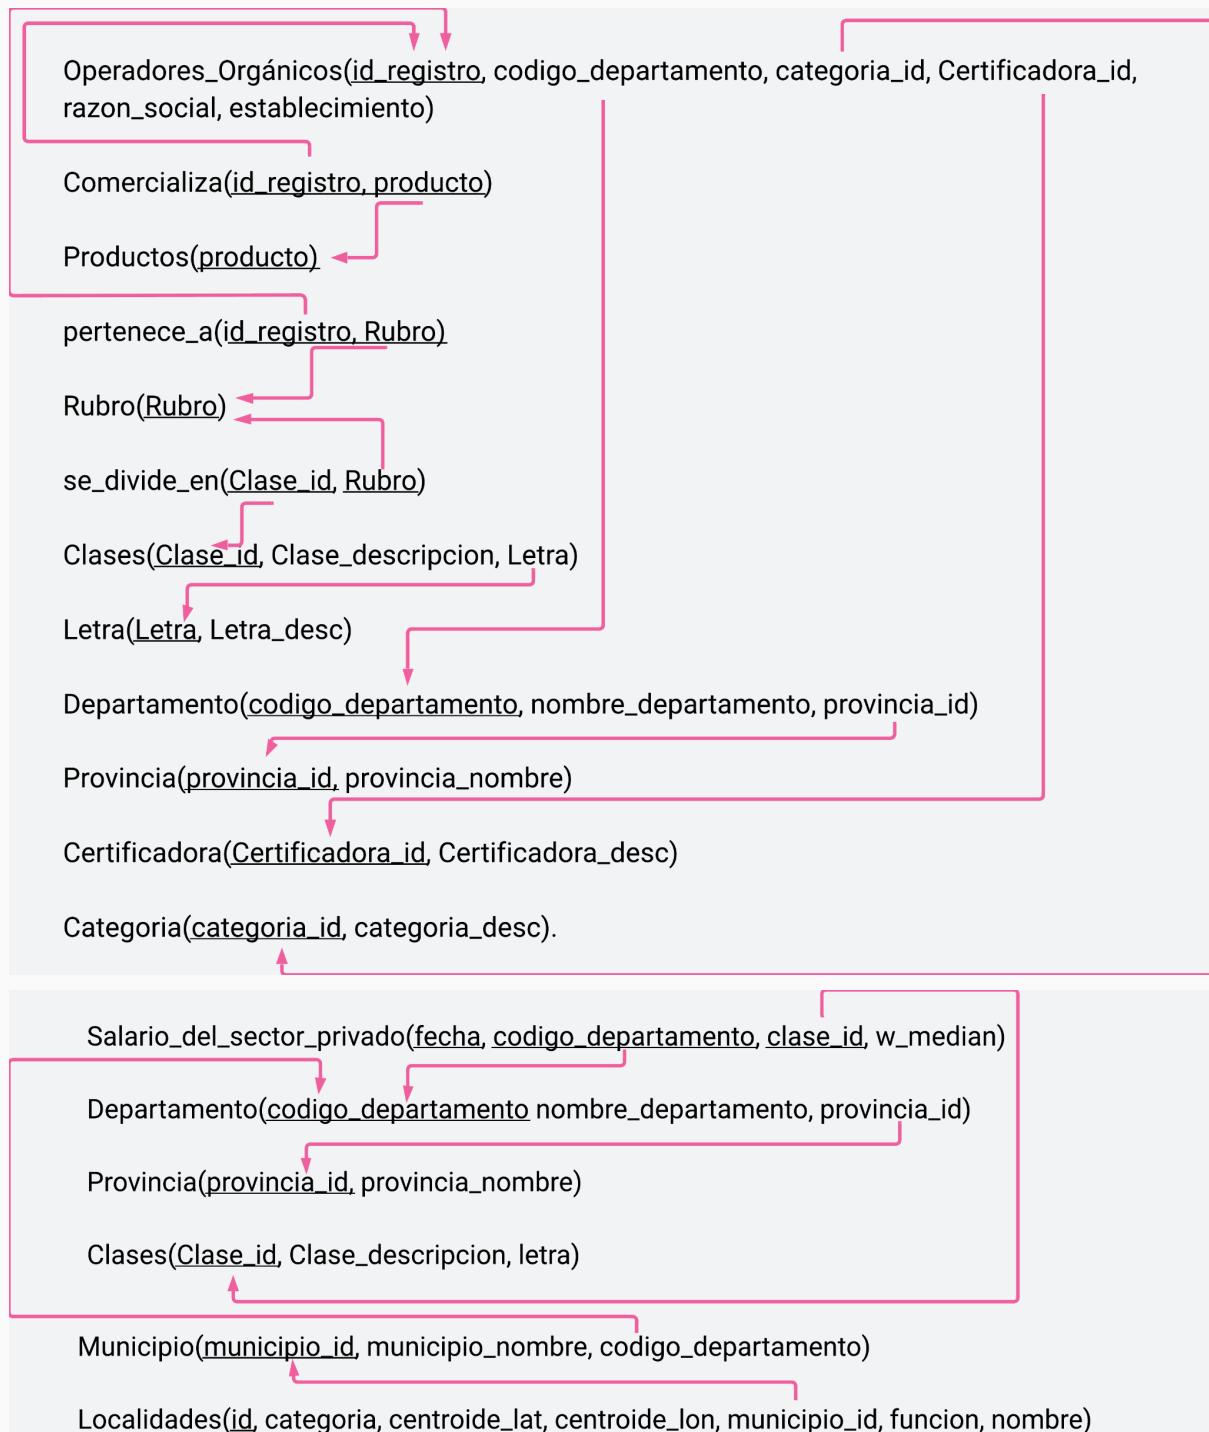 Operadores_Orgánicos(id_registro, codigo_departamento, categoria_id, Certificadora_id,
razon_social, establecimiento)
Comercializa(id_registro, producto)
Productos(producto)
pertenece_a(id_registro, Rubro)
Rubro(Rubro)
se_divide_en(Clase_id, Rubro)
Clases(Clase_id, Clase_descripcion, Letra)
Letra(Letra, Letra_desc)
Departamento(codigo_departamento, nombre_departamento, provincia_id)
Provincia(provincia_id, provincia_nombre)
Certificadora(Certificadora_id, Certificadora_desc)
Categoria(categoria_id, categoria_desc).
Salario_del_sector_privado(fecha, codigo_departamento, clase_id, w_median)
Departamento(codigo_departamento nombre_departamento, provincia_id)
Provincia(provincia_id, provincia_nombre)
Clases(Clase_id, Clase_descripcion, letra)
Municipio(municipio_id, municipio_nombre, codigo_departamento)
Localidades(id, categoria, centroide_lat, centroide_lon, municipio_id, funcion, nombre)